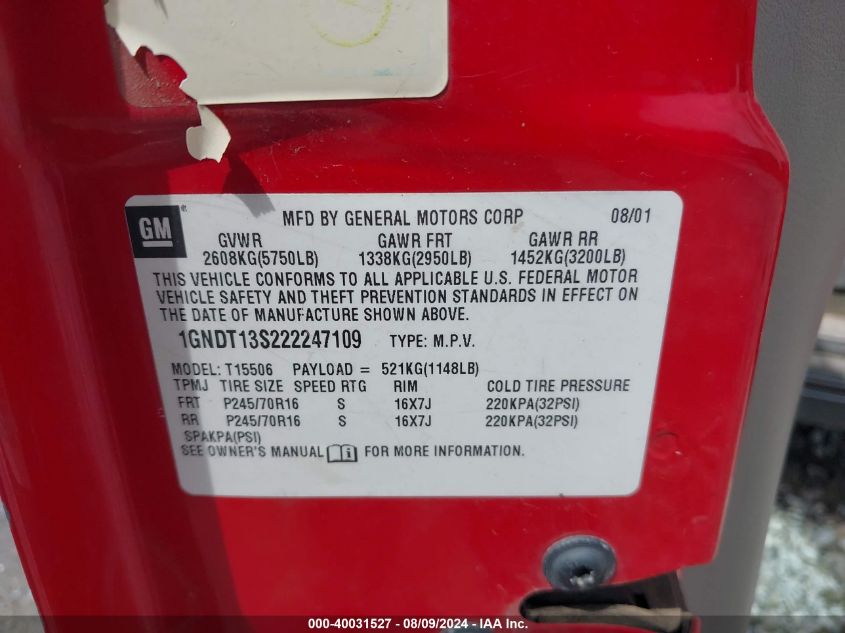 GM
MFD BY GENERAL MOTORS CORP 08/01
GVWR GAWR FRT GAWR RR
2608KG(5750LB) 1338KG(2950LB) 1452KG(3200LB)
THIS VEHICLE CONFORMS TO ALL APPLICABLE U.S. FEDERAL MOTOR
VEHICLE SAFETY AND THEFT PREVENTION STANDARDS IN EFFECT ON
THE DATE OF MANUFACTURE SHOWN ABOVE.
1GNDT13S222247109 TYPE: M.P.V.
MODEL: T15506 PAYLOAD = 521KG(1148LB)
TPMJ TIRE SIZE SPEED RTG RIM COLD TIRE PRESSURE
FRT P245/70R16 S 16X7J 220KPA(32PSI)
RR P245/70R16 S 16X7J 220KPA(32PSI)
SPAKPA(PSI)
SEE OWNER'S MANUAL FOR MORE INFORMATION.
000-40031527 - 08/09/2024 - IAA Inc.